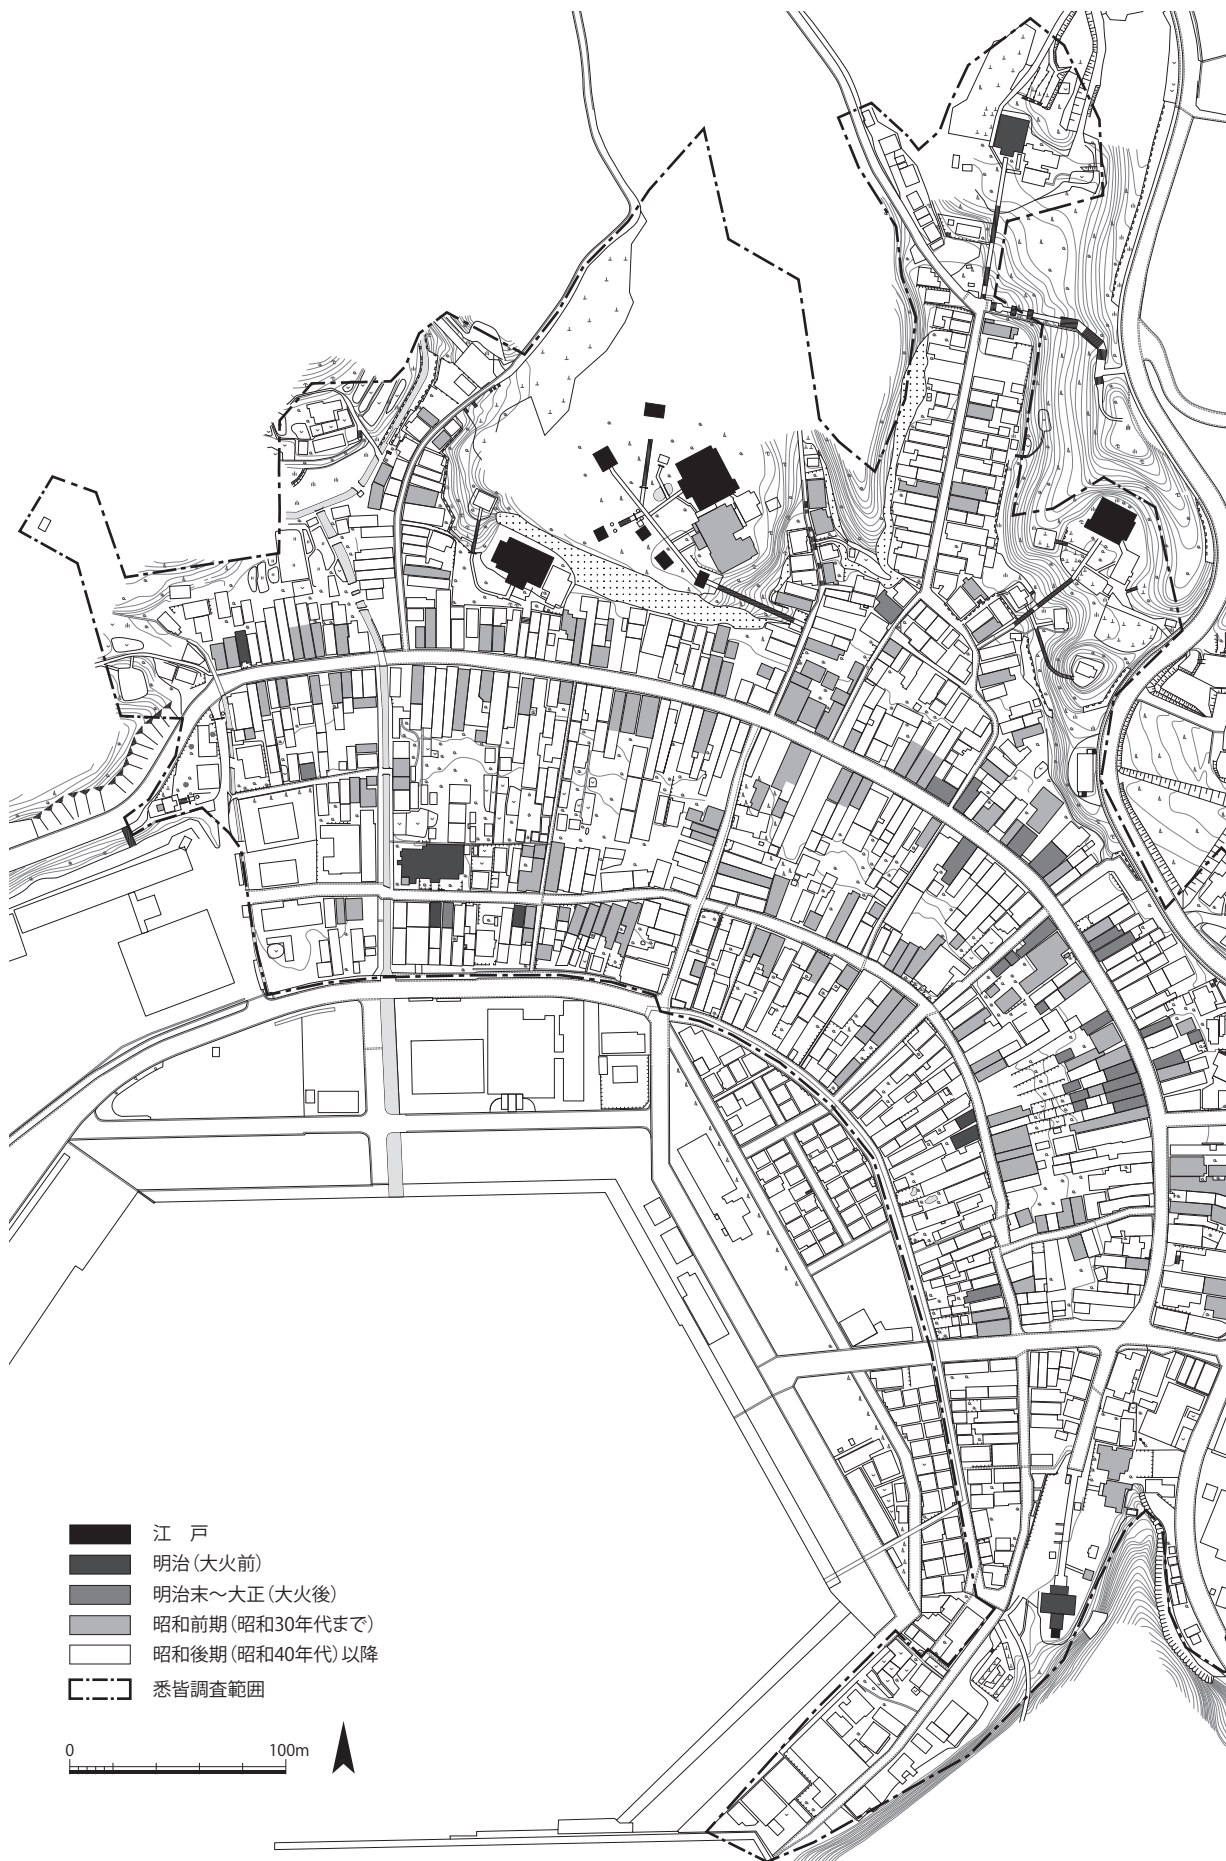 江　戸
明治(大火前)
明治末～大正(大火後)
昭和前期(昭和30年代まで)
昭和後期(昭和40年代)以降
悉皆調査範囲
0 100m